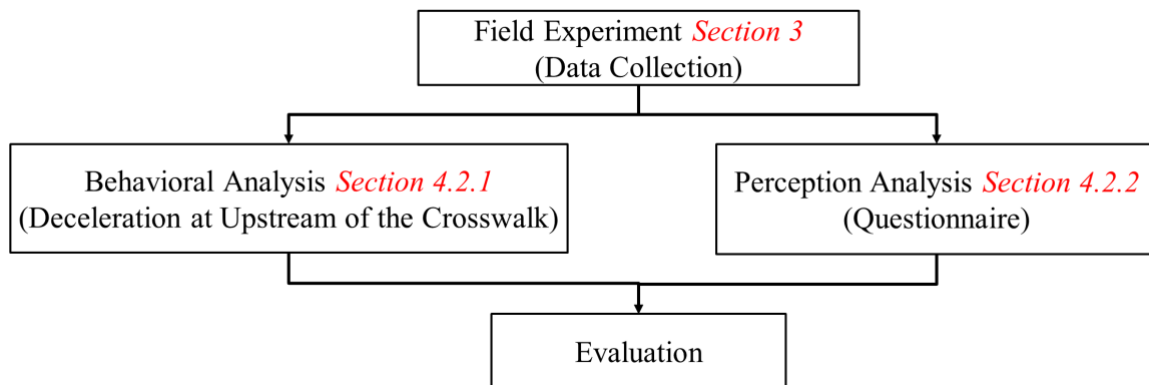 Field Experiment Section 3
(Data Collection)
Behavioral Analysis Section 4.2.1
(Deceleration at Upstream of the Crosswalk)
Perception Analysis Section 4.2.2
(Questionnaire)
Evaluation